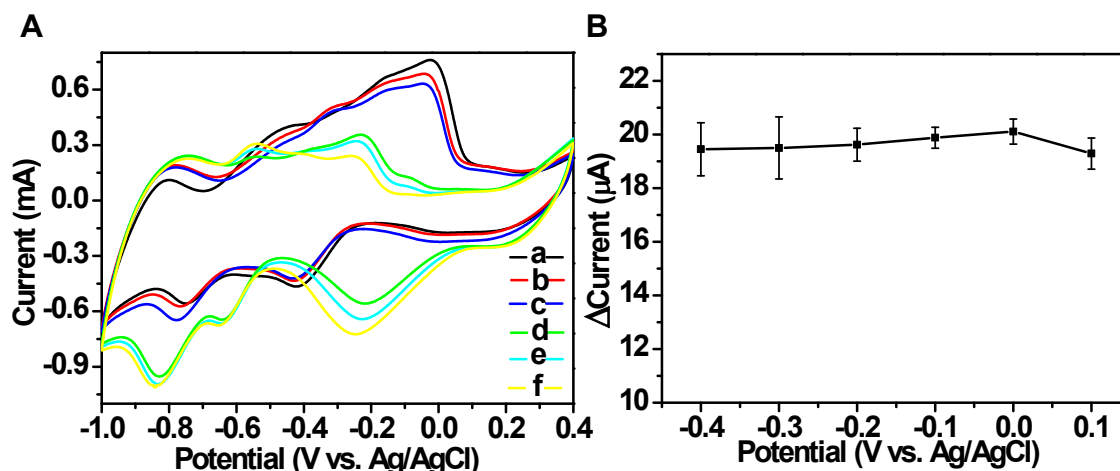 A
Current (mA)
0.6
0.3
0.0
-0.3
-0.6
-0.9
-1.0 -0.8 -0.6 -0.4 -0.2 0.0 0.2 0.4
Potential (V vs. Ag/AgCl)
a
b
c
d
e
f
B
ΔCurrent (µA)
22
20
18
16
14
12
10
-0.4 -0.3 -0.2 -0.1 0.0 0.1
Potential (V vs. Ag/AgCl)